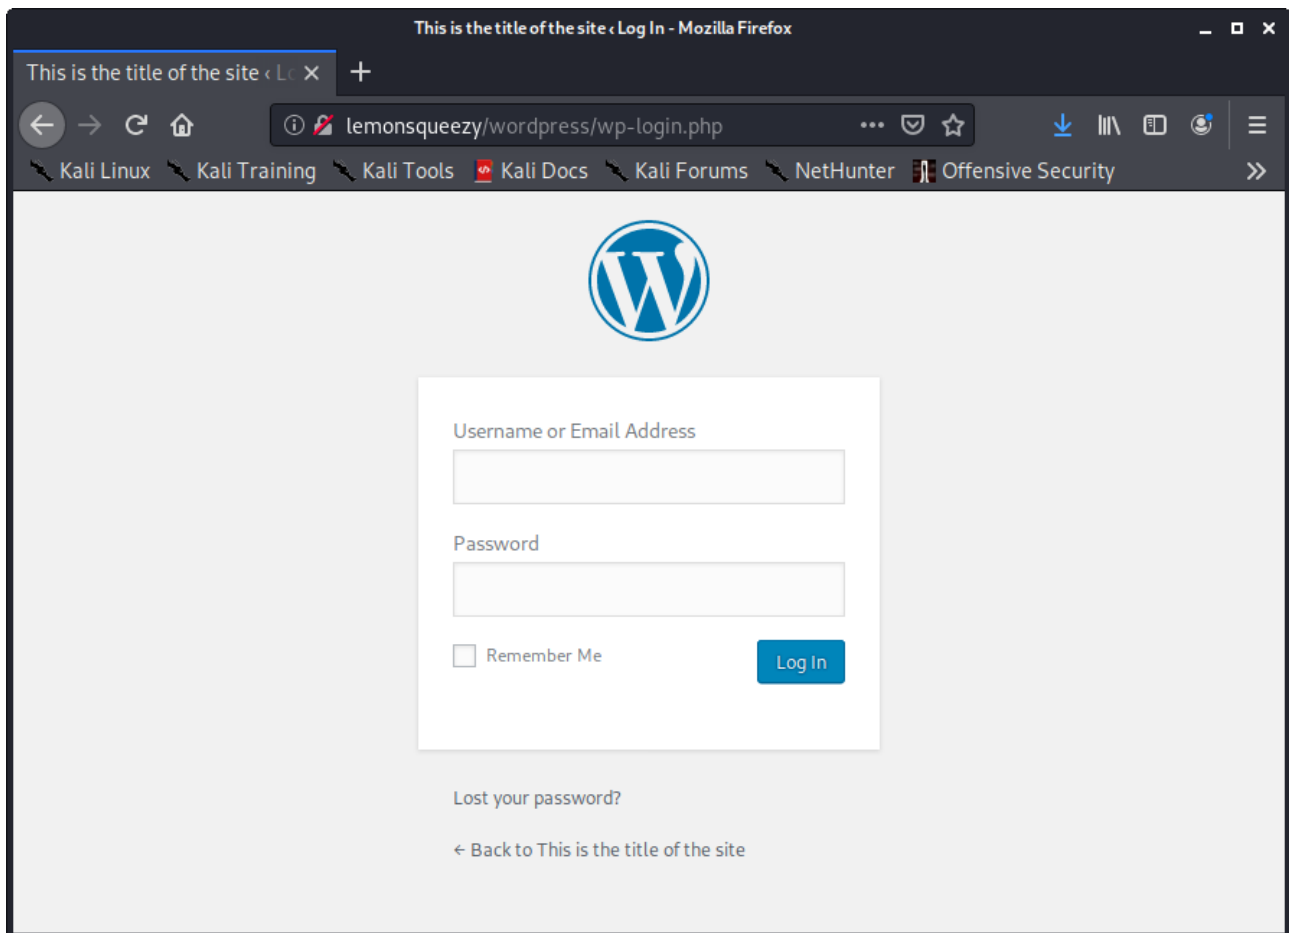 This is the title of the site ‹ Log In - Mozilla Firefox
This is the title of the site ‹ Lo
lemonsqueezy/wordpress/wp-login.php
Kali Linux Kali Training Kali Tools Kali Docs Kali Forums NetHunter Offensive Security
Username or Email Address
Password
Remember Me
Log In
Lost your password?
← Back to This is the title of the site